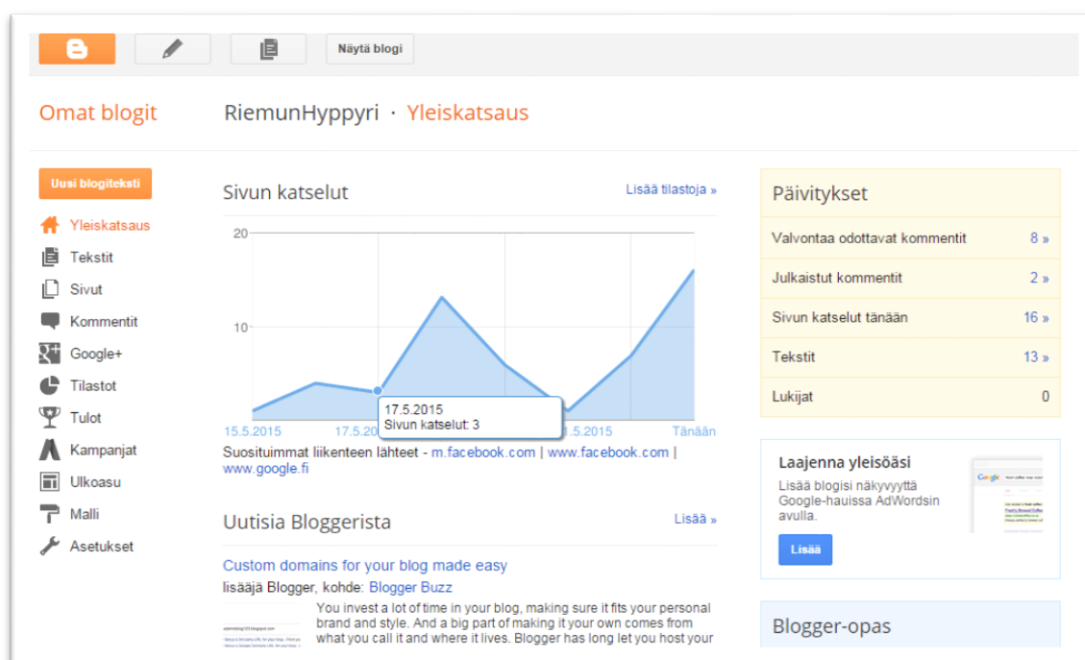 Näytä blogi
Omat blogit
RiemunHyppyri · Yleiskatsaus
Uusi blogiteksti
Yleiskatsaus
Tekstit
Sivut
Kommentit
Google+
Tilastot
Tulot
Kampanjat
Ulkoasu
Malli
Asetukset
Sivun katselut
Lisää tilastoja »
20
10
17.5.2015
Sivun katselut: 3
15.5.2015
17.5.20
.5.2015
Tänään
Suosituimmat liikenteen lähteet - m.facebook.com | www.facebook.com |
www.google.fi
Uutisia Bloggerista
Lisää »
Custom domains for your blog made easy
lisääjä Blogger, kohde: Blogger Buzz
You invest a lot of time in your blog, making sure it fits your personal
brand and style. And a big part of making it your own comes from
what you call it and where it lives. Blogger has long let you host your
Päivitykset
Valvontaa odottavat kommentit 8 »
Julkaistut kommentit 2 »
Sivun katselut tänään 16 »
Tekstit 13 »
Lukijat 0
Laajenna yleisöäsi
Lisää blogisi näkyvyyttä
Google-hauissa AdWordsin
avulla.
Lisää
Google
Blogger-opas